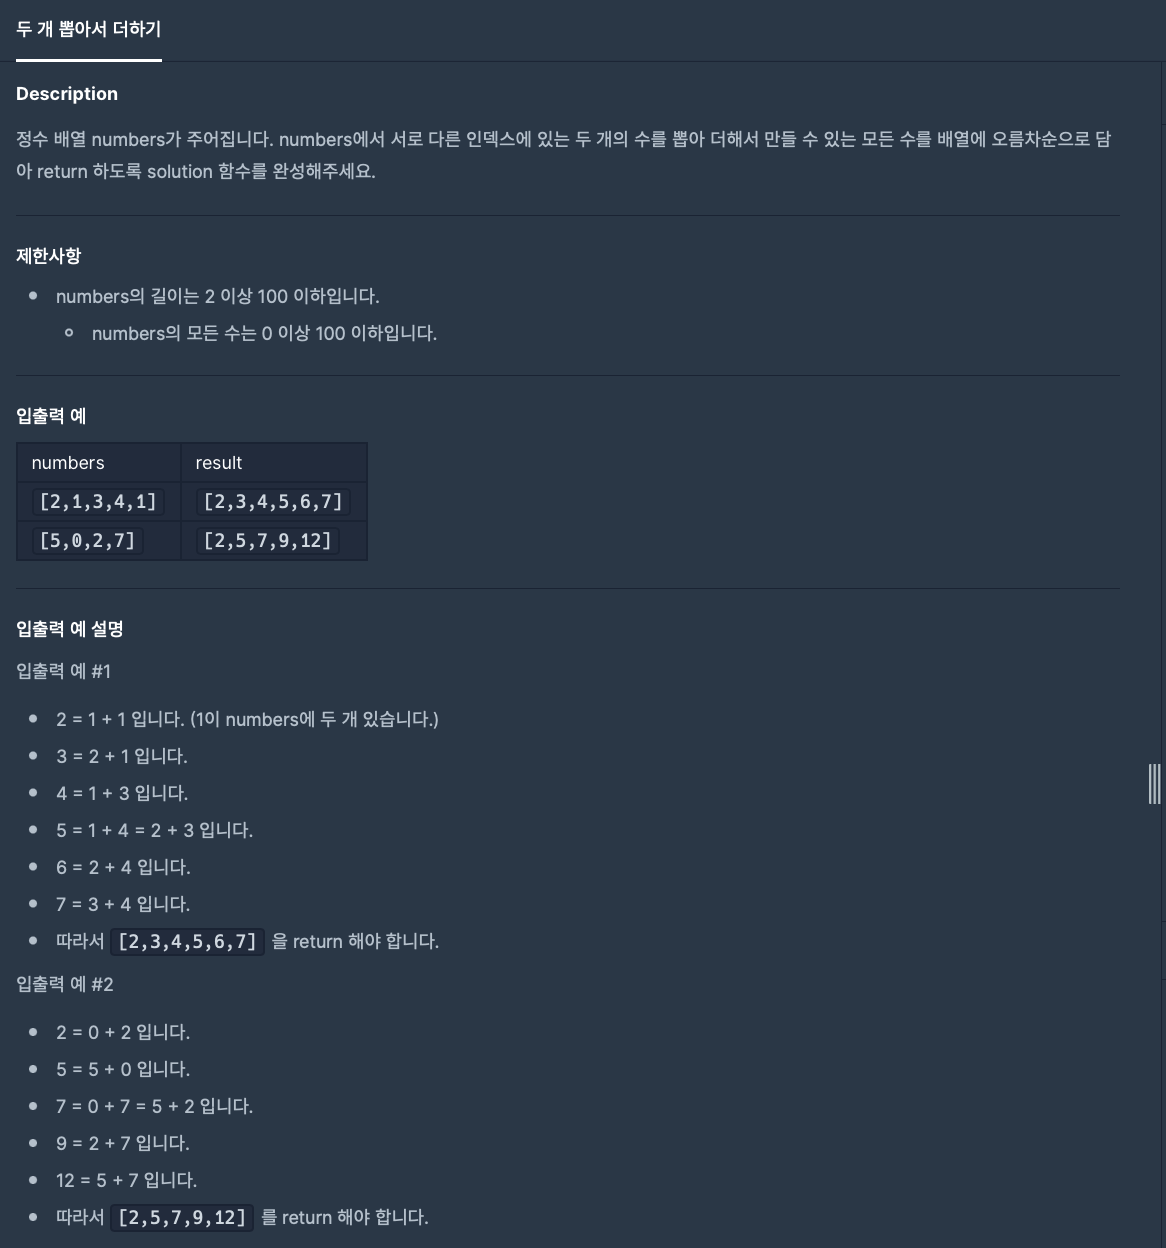 두 개 뽑아서 더하기
Description
정수 배열 numbers가 주어집니다. numbers에서 서로 다른 인덱스에 있는 두 개의 수를 뽑아 더해서 만들 수 있는 모든 수를 배열에 오름차순으로 담
아 return 하도록 solution 함수를 완성해주세요.
제한사항
numbers의 길이는 2 이상 100 이하입니다.
numbers의 모든 수는 0 이상 100 이하입니다.
입출력 예
numbers result
[2,1,3,4,1] [2,3,4,5,6,7]
[5,0,2,7] [2,5,7,9,12]
입출력 예 설명
입출력 예 #1
2 = 1 + 1 입니다. (1이 numbers에 두 개 있습니다.)
3 = 2 + 1 입니다.
4 = 1 + 3 입니다.
5 = 1 + 4 = 2 + 3 입니다.
6 = 2 + 4 입니다.
7 = 3 + 4 입니다.
따라서 [2,3,4,5,6,7] 을 return 해야 합니다.
입출력 예 #2
2 = 0 + 2 입니다.
5 = 5 + 0 입니다.
7 = 0 + 7 = 5 + 2 입니다.
9 = 2 + 7 입니다.
12 = 5 + 7 입니다.
따라서 [2,5,7,9,12] 를 return 해야 합니다.